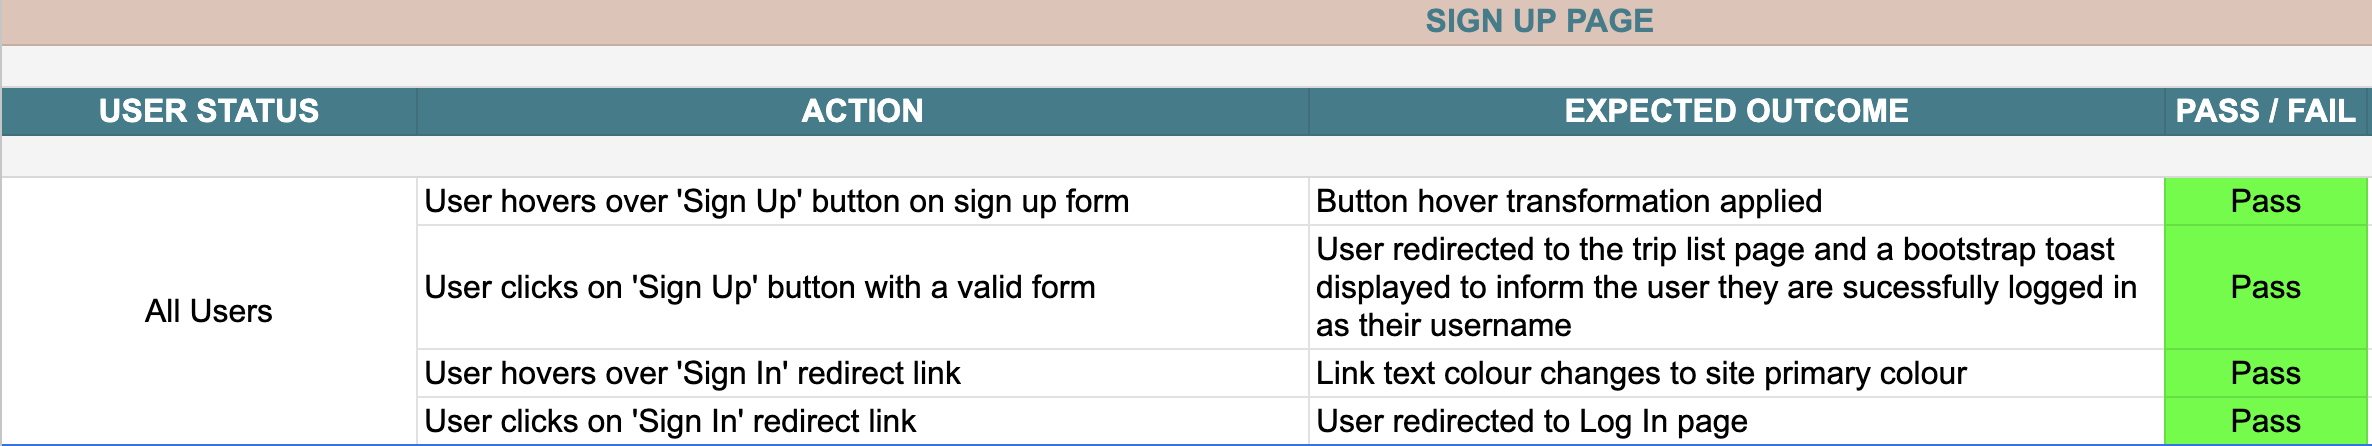 SIGN UP PAGE
USER STATUS ACTION EXPECTED OUTCOME PASS / FAIL
User hovers over 'Sign Up' button on sign up form Button hover transformation applied Pass
All Users
User clicks on 'Sign Up' button with a valid form
User redirected to the trip list page and a bootstrap toast
displayed to inform the user they are sucessfully logged in
as their username
Pass
User hovers over 'Sign In' redirect link Link text colour changes to site primary colour Pass
User clicks on 'Sign In' redirect link User redirected to Log In page Pass